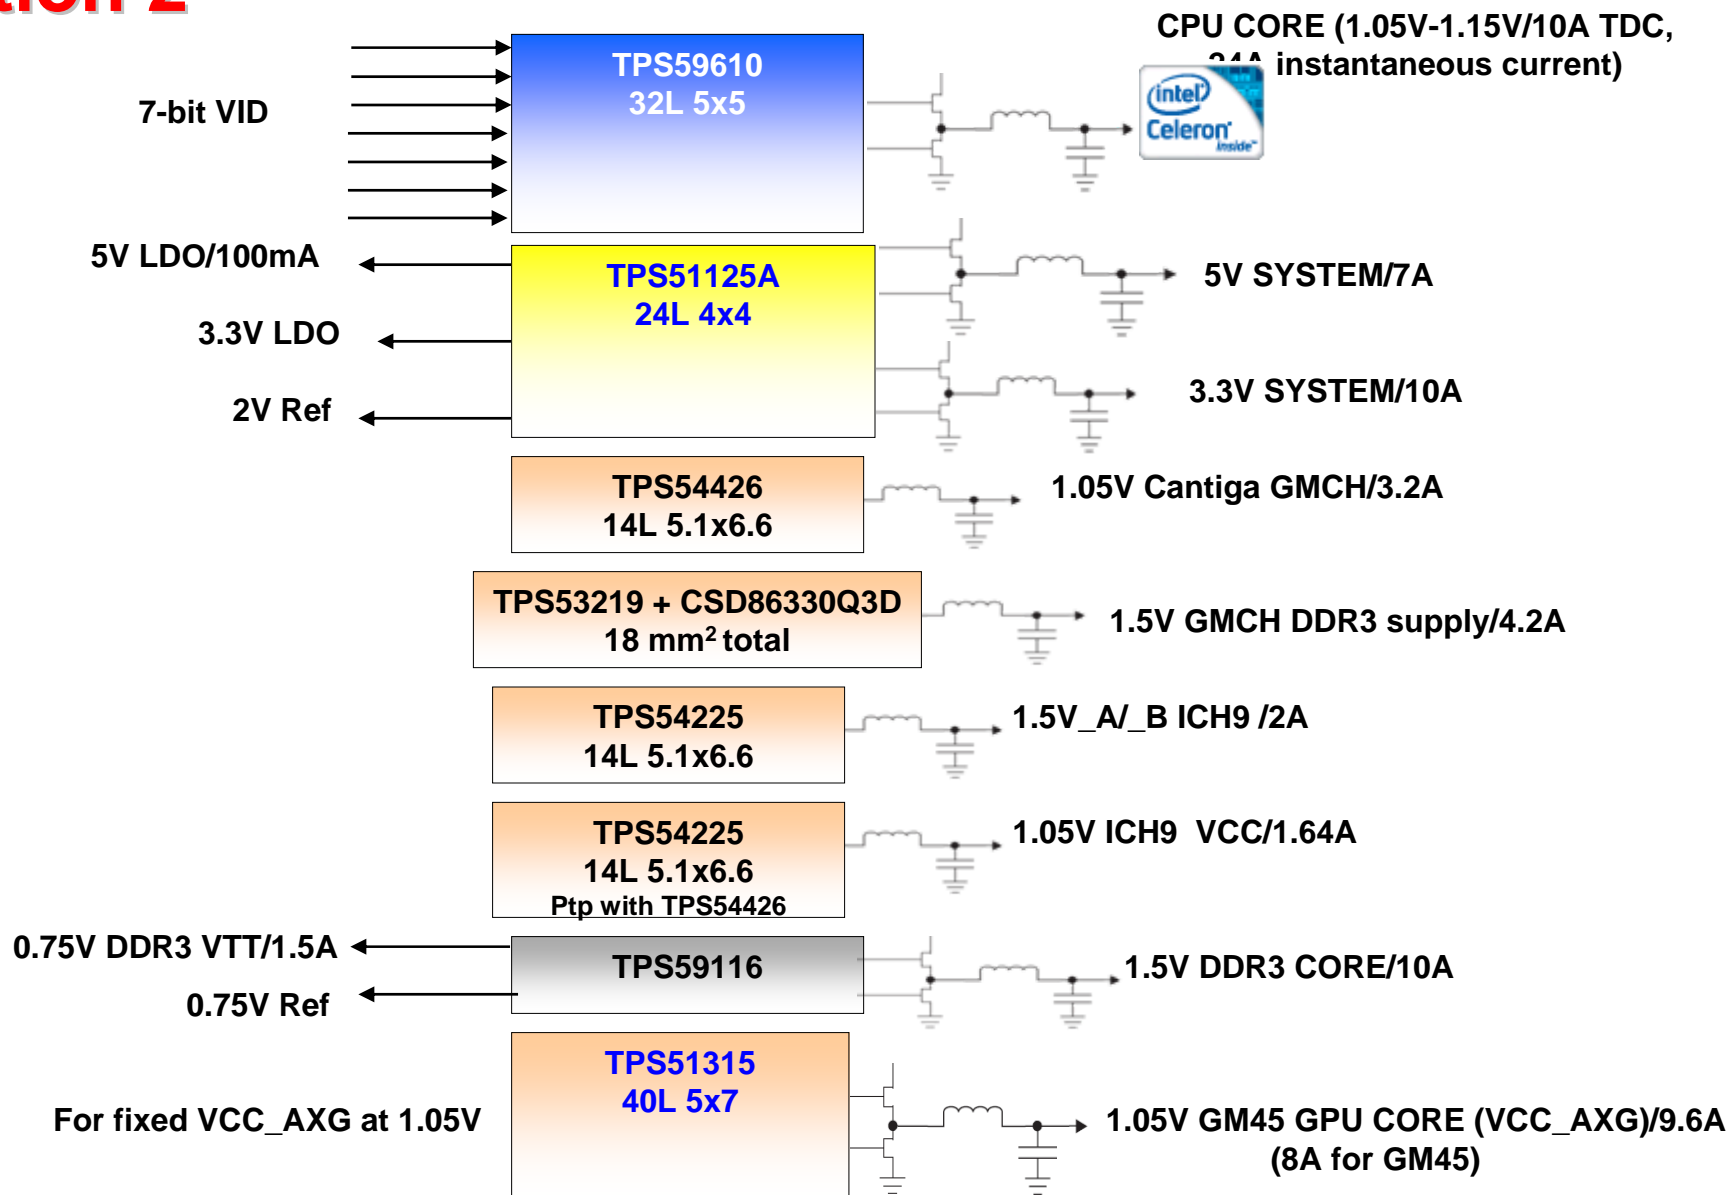 2
CPU CORE (1.05V-1.15V/10A TDC,
instantaneous current)
TPS59610
32L 5x5
7-bit VID
intel
Celeron
inside™
5V LDO/100mA
TPS51125A
24L 4x4
5V SYSTEM/7A
3.3V LDO
3.3V SYSTEM/10A
2V Ref
TPS54426
14L 5.1x6.6
1.05V Cantiga GMCH/3.2A
TPS53219 + CSD86330Q3D
18 mm² total
1.5V GMCH DDR3 supply/4.2A
TPS54225
14L 5.1x6.6
1.5V_A/_B ICH9 /2A
TPS54225
14L 5.1x6.6
Ptp with TPS54426
1.05V ICH9 VCC/1.64A
0.75V DDR3 VTT/1.5A
TPS59116
1.5V DDR3 CORE/10A
0.75V Ref
TPS51315
40L 5x7
For fixed VCC_AXG at 1.05V
1.05V GM45 GPU CORE (VCC_AXG)/9.6A
(8A for GM45)